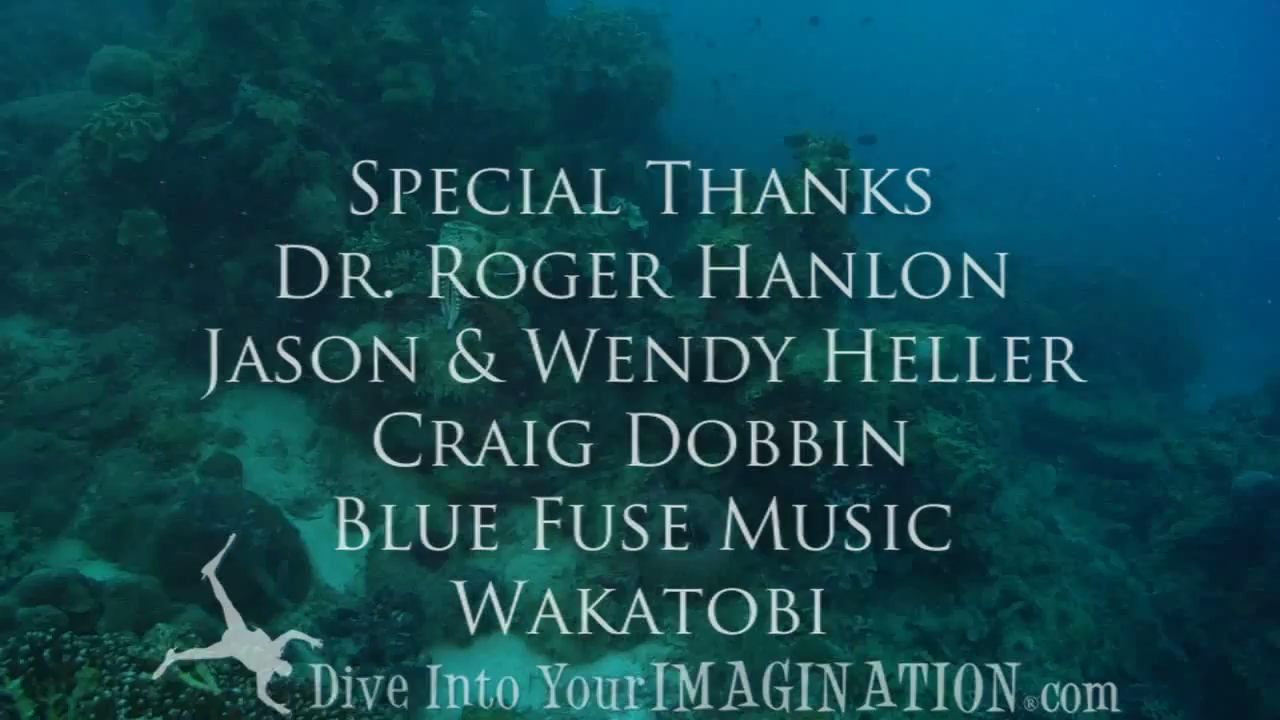 Special Thanks
Dr. Roger Hanlon
Jason & Wendy Heller
Craig Dobbin
Blue Fuse Music
Wakatobi
Dive Into YourIMAGINATION®.com